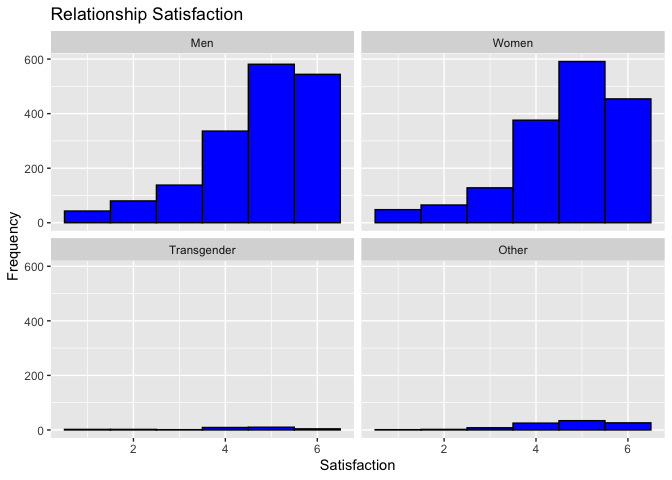 Relationship Satisfaction
Men
Women
600
400
200
0
Transgender
Other
600
400
200
0
2
4
6
2
4
6
Frequency
Satisfaction